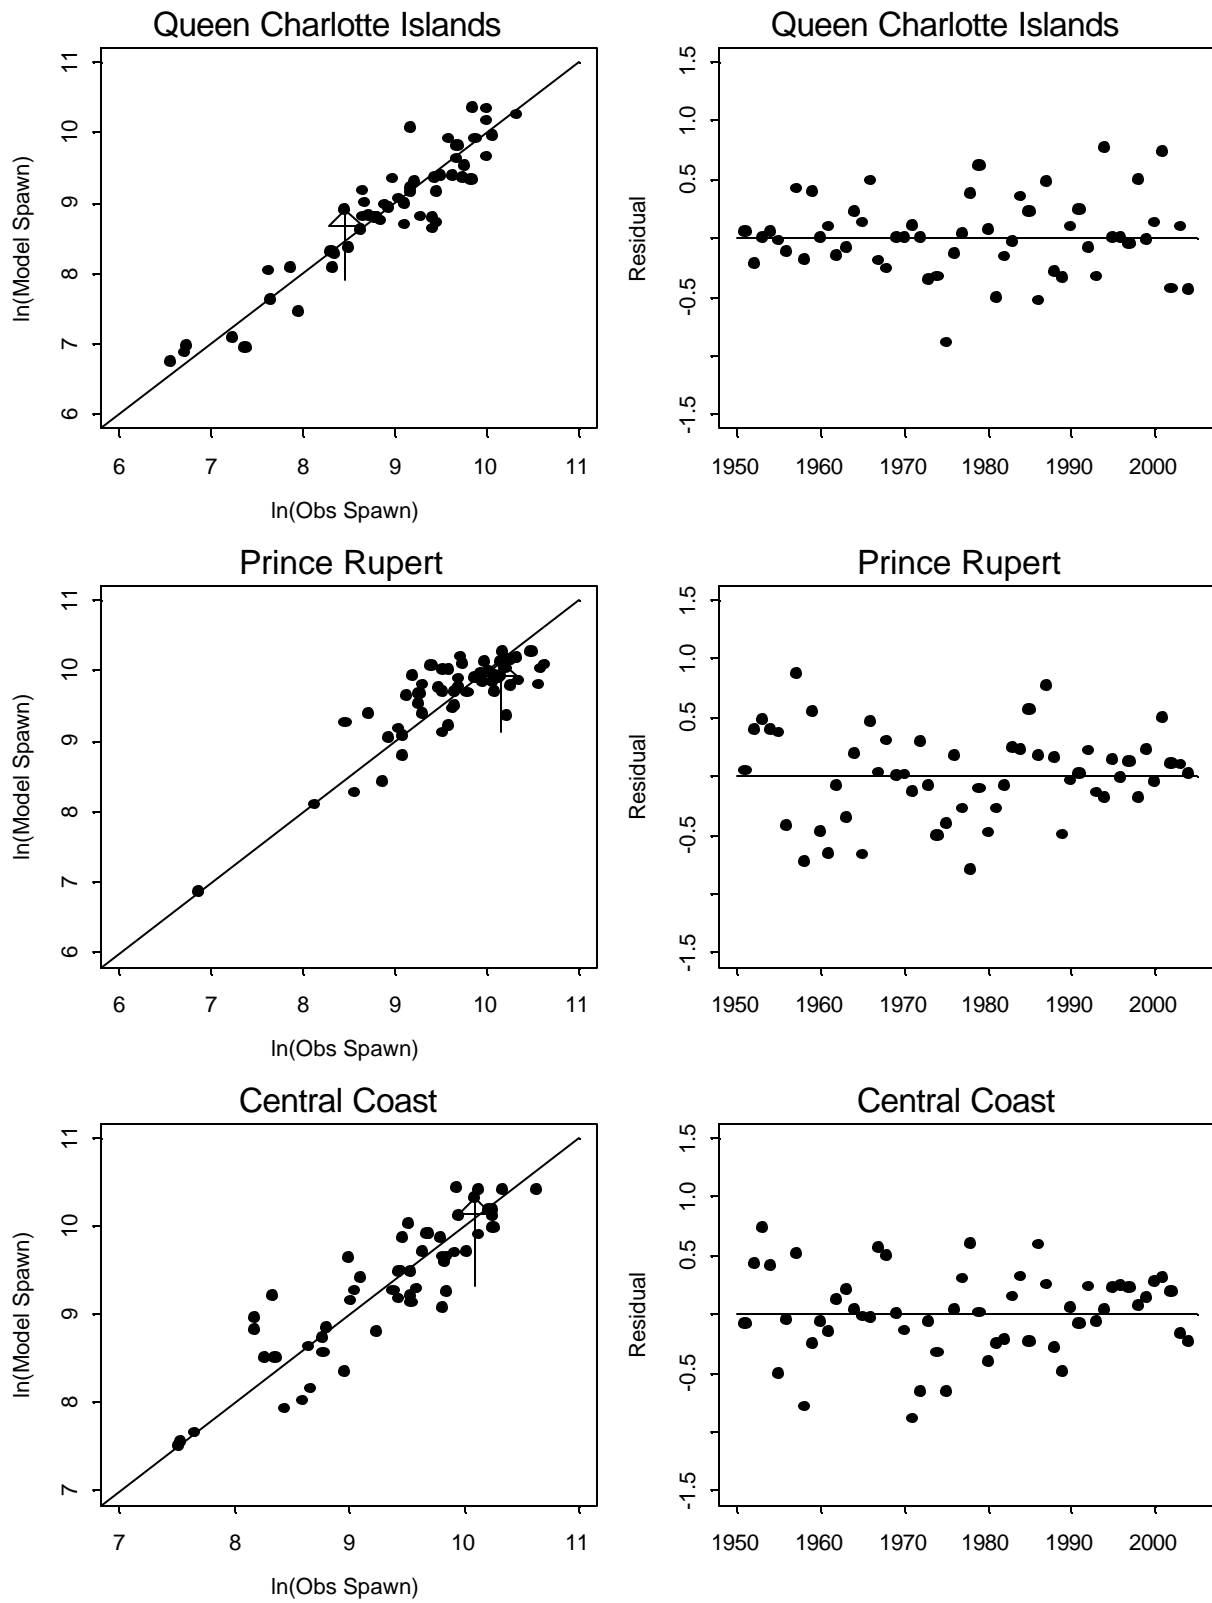 Queen Charlotte Islands
ln(Model Spawn)
11
10
9
8
7
6
6 7 8 9 10 11
ln(Obs Spawn)
Queen Charlotte Islands
Residual
1.5
1.0
0.5
-0.5
-1.5
1950 1960 1970 1980 1990 2000
Prince Rupert
ln(Model Spawn)
11
10
9
8
7
6
6 7 8 9 10 11
ln(Obs Spawn)
Prince Rupert
Residual
1.5
1.0
0.5
-0.5
-1.5
1950 1960 1970 1980 1990 2000
Central Coast
ln(Model Spawn)
11
10
9
8
7
7 8 9 10 11
ln(Obs Spawn)
Central Coast
Residual
1.5
1.0
0.5
-0.5
-1.5
1950 1960 1970 1980 1990 2000